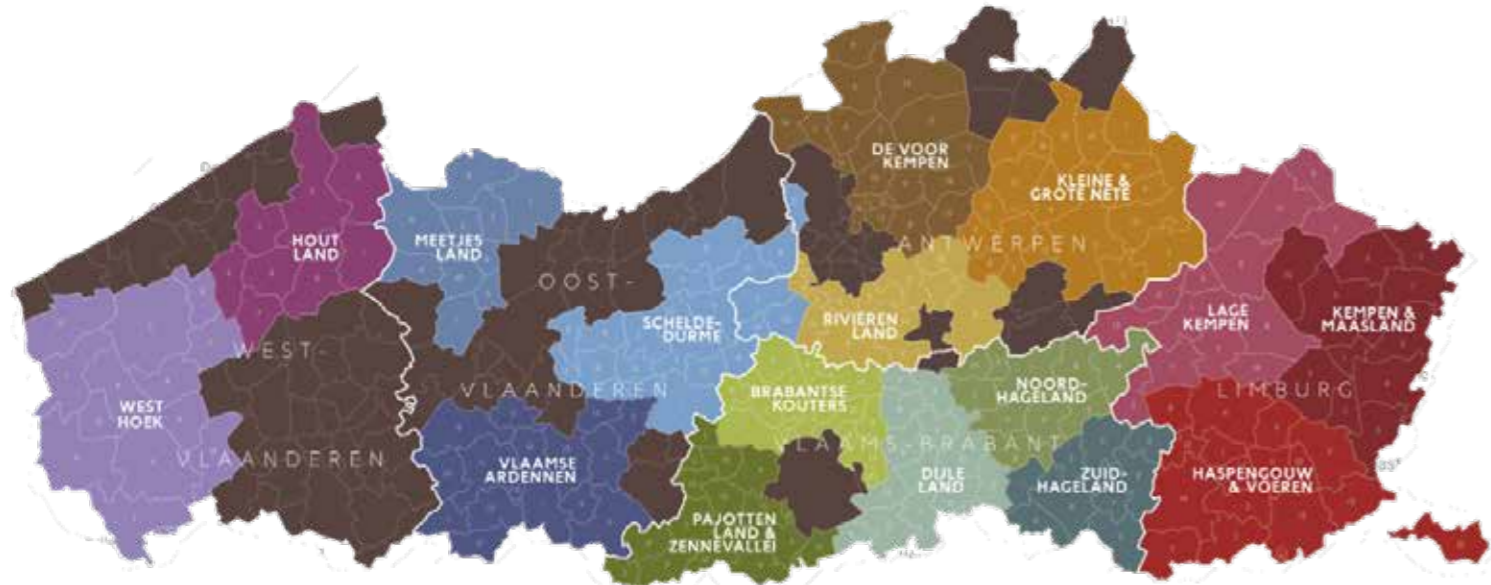 DE VOOR
KEMPEN
KLEINE &
GROTE NETE
HOUT
LAND
MEETJES
LAND
ANTWERPEN
OOST-
SCHELDE-
DURME
RIVIEREN
LAND
LAGE
KEMPEN
KEMPEN &
MAASLAND
WEST-
VLAANDEREN
BRABANTSE
KOUTERS
NOORD-
HAGELAND
LIMBURG
WEST
HOEK
VLAAMS-BRABANT
VLAANDEREN
VLAAMSE
ARDENNEN
DIJLE
LAND
ZUID-
HAGELAND
HASPENGOUW
& VOEREN
PAJOTTEN
LAND &
ZENNEVALLEI